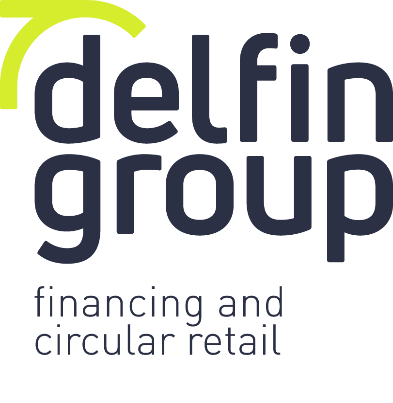 delfin
group
financing and
circular retail